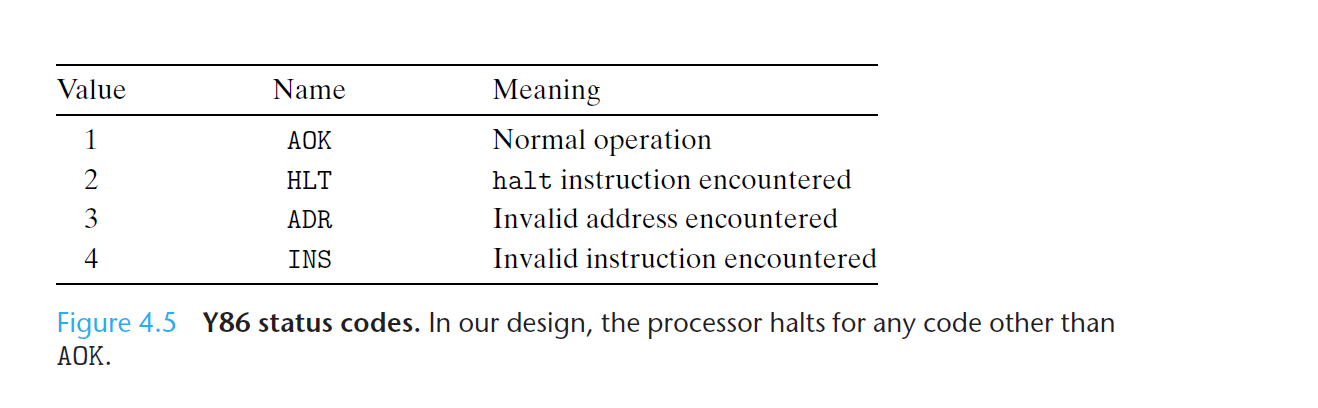 Value Name Meaning
1 AOK Normal operation
2 HLT halt instruction encountered
3 ADR Invalid address encountered
4 INS Invalid instruction encountered
Figure 4.5 Y86 status codes. In our design, the processor halts for any code other than
AOK.